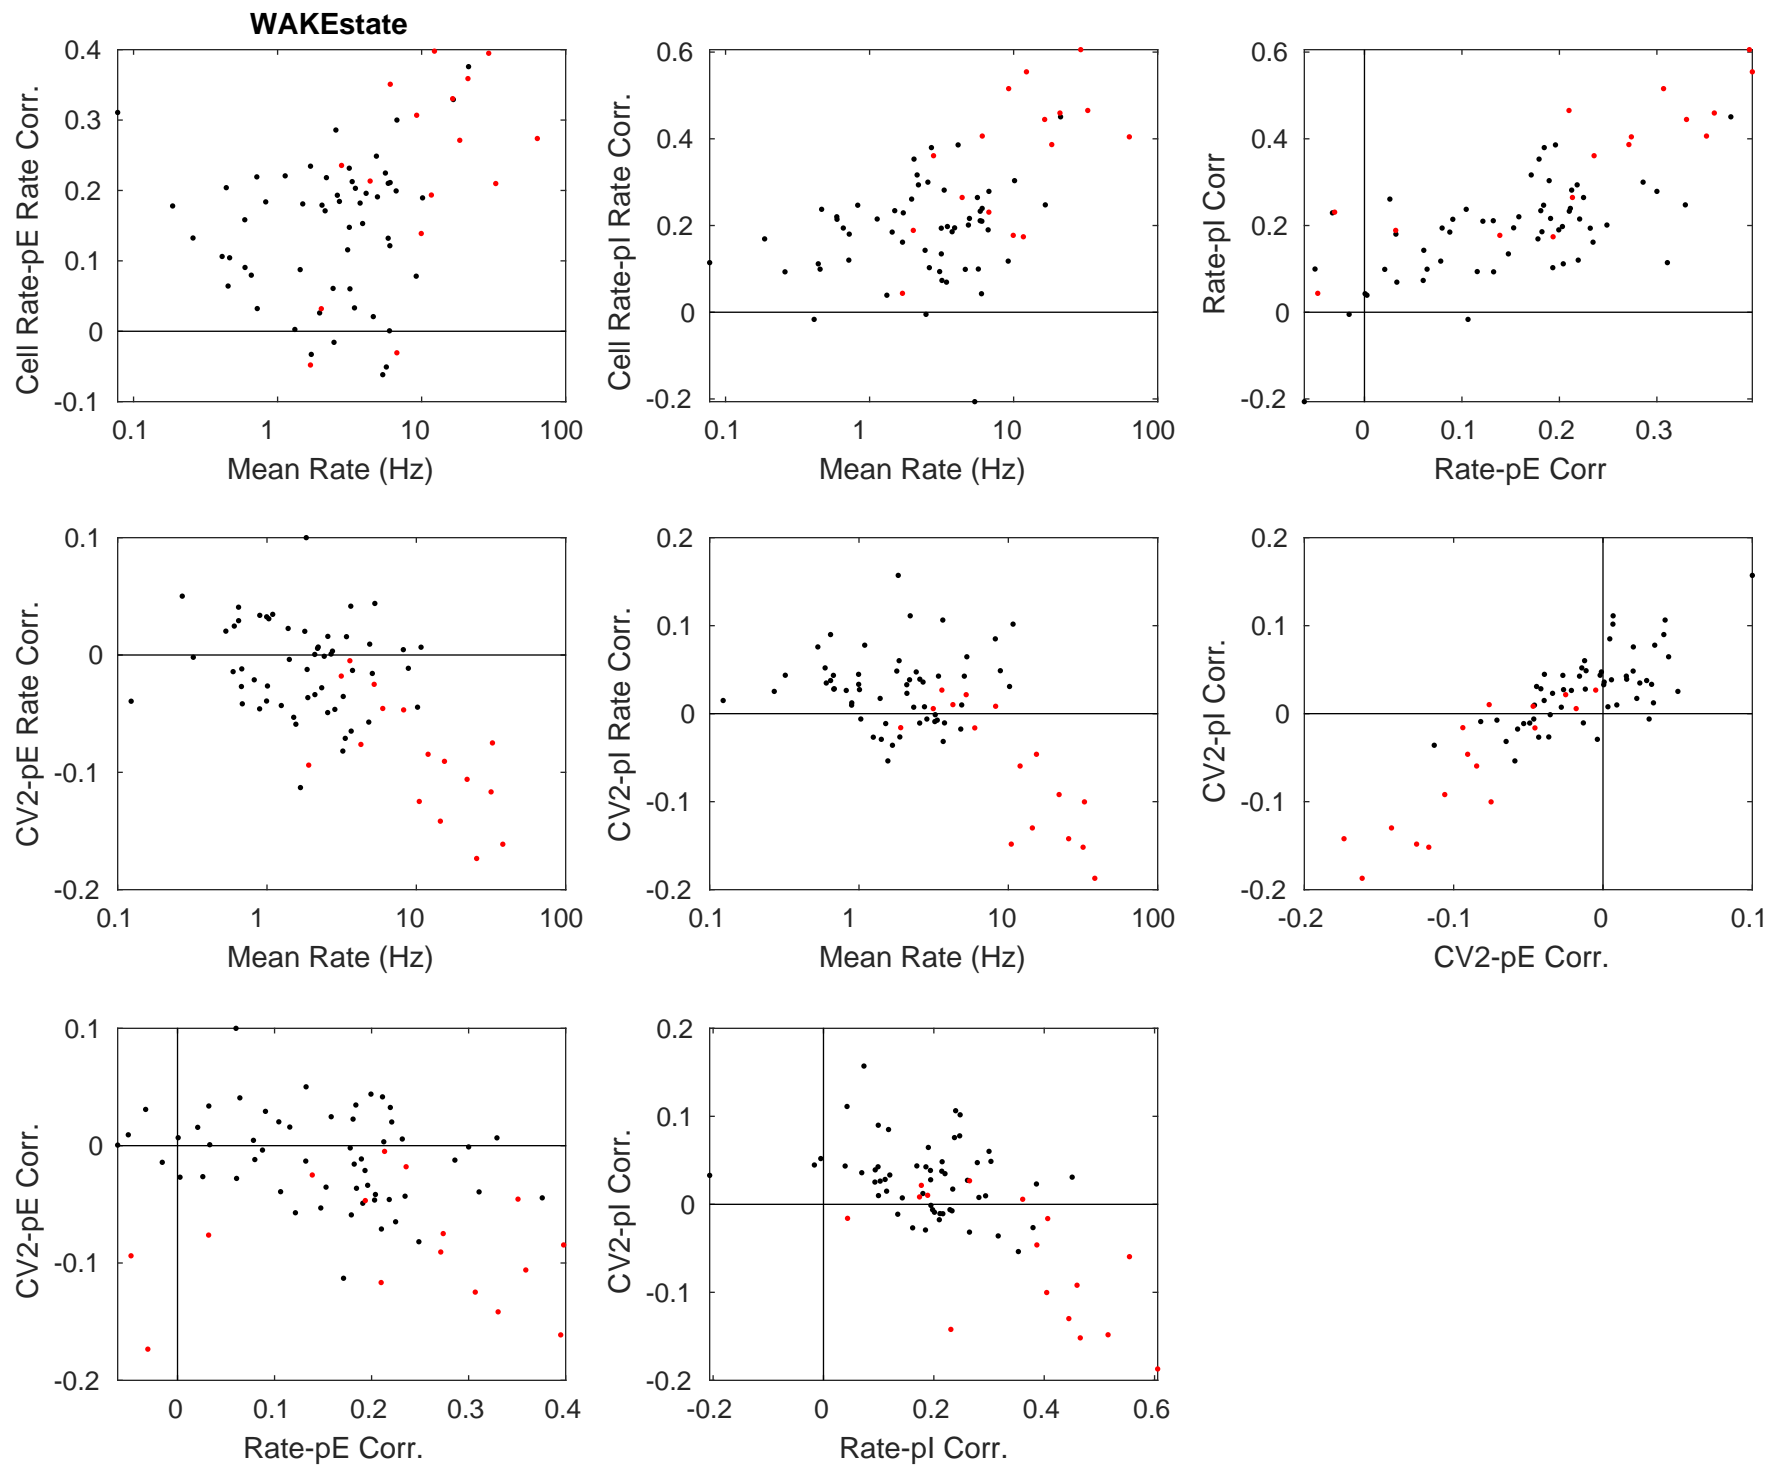 WAKEstate
0.4
0.3
0.2
0.1
0
-0.1
Cell Rate-pE Rate Corr.
0.1 1 10 100
Mean Rate (Hz)
0.6
0.4
0.2
0
-0.2
Cell Rate-pI Rate Corr.
0.1 1 10 100
Mean Rate (Hz)
0.6
0.4
0.2
0
-0.2
Rate-pI Corr
0 0.1 0.2 0.3
Rate-pE Corr
0.1
0
-0.1
-0.2
CV2-pE Rate Corr.
0.1 1 10 100
Mean Rate (Hz)
0.2
0.1
0
-0.1
-0.2
CV2-pI Rate Corr.
0.1 1 10 100
Mean Rate (Hz)
0.2
0.1
0
-0.1
-0.2
CV2-pI Corr.
-0.2 -0.1 0 0.1
CV2-pE Corr.
0.1
0
-0.1
-0.2
CV2-pE Corr.
0 0.1 0.2 0.3 0.4
Rate-pE Corr.
0.2
0.1
0
-0.1
-0.2
CV2-pI Corr.
-0.2 0 0.2 0.4 0.6
Rate-pI Corr.